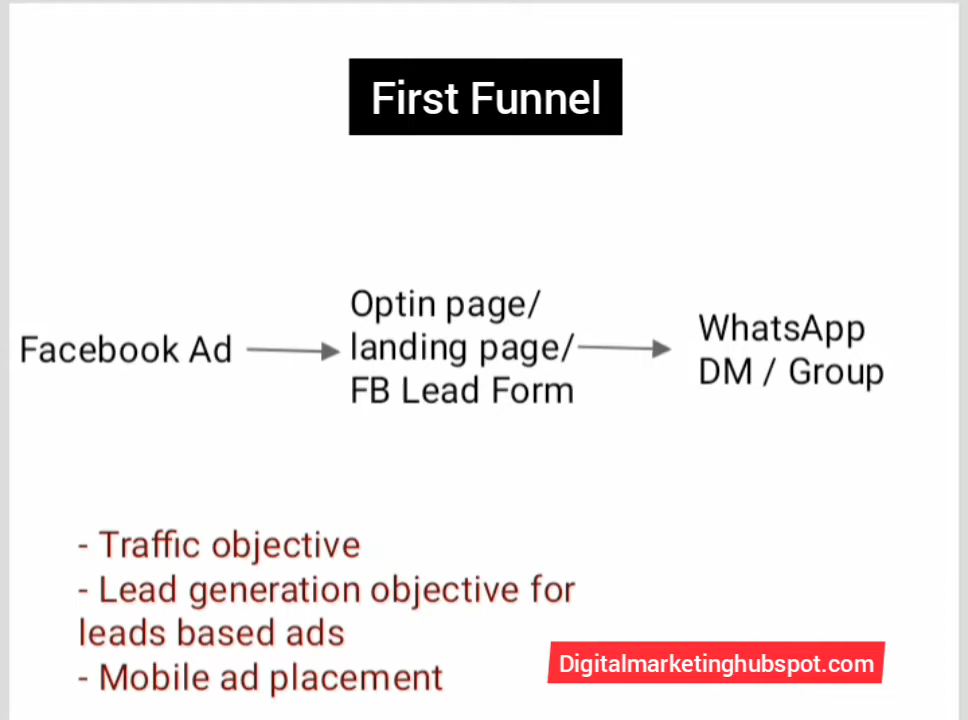 First Funnel
Facebook Ad
Optin page/
landing page/
FB Lead Form
WhatsApp
DM / Group
- Traffic objective
- Lead generation objective for
leads based ads
- Mobile ad placement
Digitalmarketinghubspot.com